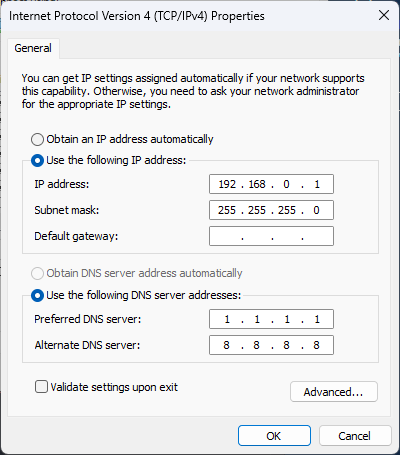 Internet Protocol Version 4 (TCP/IPv4) Properties
General
You can get IP settings assigned automatically if your network supports
this capability. Otherwise, you need to ask your network administrator
for the appropriate IP settings.
Obtain an IP address automatically
Use the following IP address:
IP address: 192 . 168 . 0 . 1
Subnet mask: 255 . 255 . 255 . 0
Default gateway: . . .
Obtain DNS server address automatically
Use the following DNS server addresses:
Preferred DNS server: 1 . 1 . 1 . 1
Alternate DNS server: 8 . 8 . 8 . 8
Validate settings upon exit
Advanced...
OK Cancel